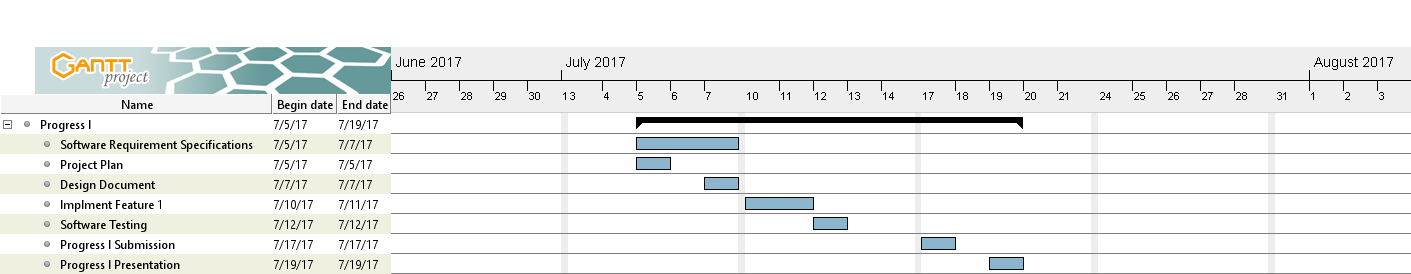 GANTT
project
June 2017 July 2017 August 2017
26 27 28 29 30 13 4 5 6 7 10 11 12 13 14 17 18 19 20 21 24 25 26 27 28 31 1 2 3
Name Begin date End date
Progress I 7/5/17 7/19/17
Software Requirement Specifications 7/5/17 7/7/17
Project Plan 7/5/17 7/5/17
Design Document 7/7/17 7/7/17
Implment Feature 1 7/10/17 7/11/17
Software Testing 7/12/17 7/12/17
Progress I Submission 7/17/17 7/17/17
Progress I Presentation 7/19/17 7/19/17